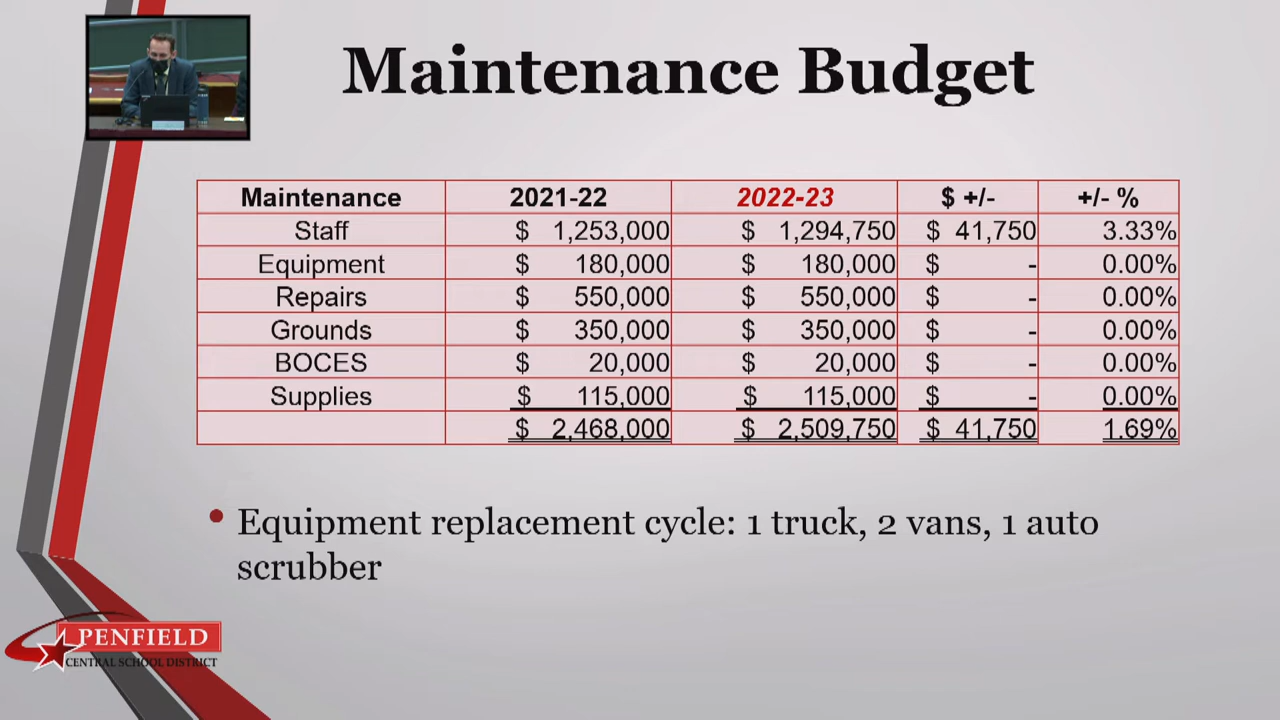 Maintenance Budget
Maintenance 2021-22 2022-23 $ +/- +/- %
Staff $ 1,253,000 $ 1,294,750 $ 41,750 3.33%
Equipment $ 180,000 $ 180,000 $ - 0.00%
Repairs $ 550,000 $ 550,000 $ - 0.00%
Grounds $ 350,000 $ 350,000 $ - 0.00%
BOCES $ 20,000 $ 20,000 $ - 0.00%
Supplies $ 115,000 $ 115,000 $ - 0.00%
$ 2,468,000 $ 2,509,750 $ 41,750 1.69%
• Equipment replacement cycle: 1 truck, 2 vans, 1 auto
scrubber
PENFIELD
CENTRAL SCHOOL DISTRICT